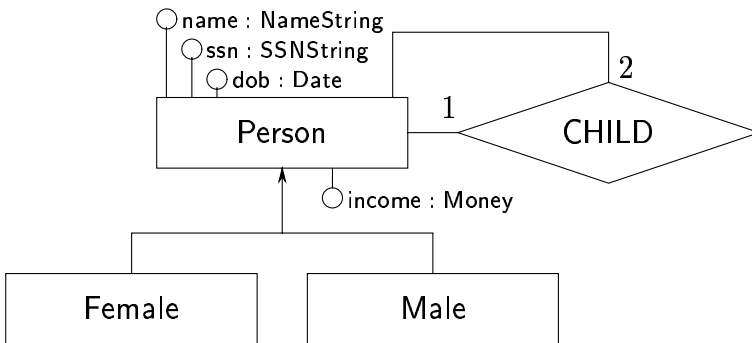 name : NameString
ssn : SSNString
dob : Date
2
1
Person
CHILD
income : Money
Female
Male